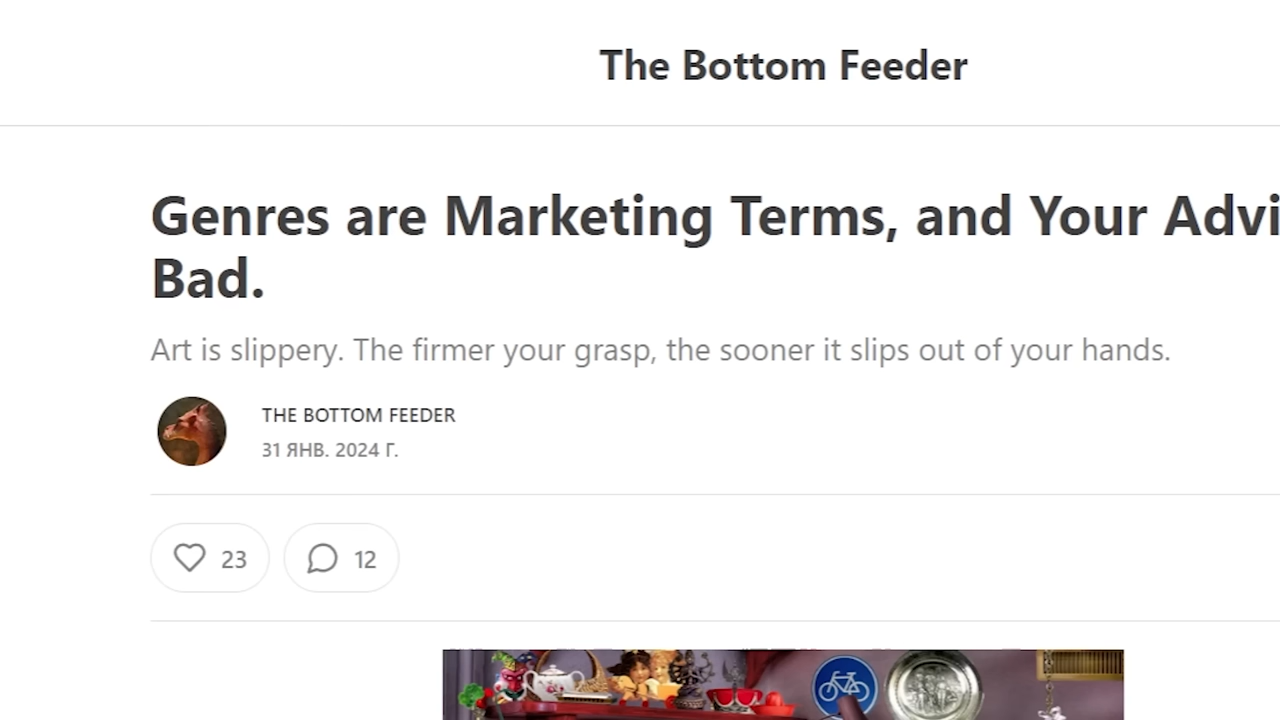 The Bottom Feeder
Genres are Marketing Terms, and Your Advi
Bad.
Art is slippery. The firmer your grasp, the sooner it slips out of your hands.
THE BOTTOM FEEDER
31 ЯНВ. 2024 Г.
23 12